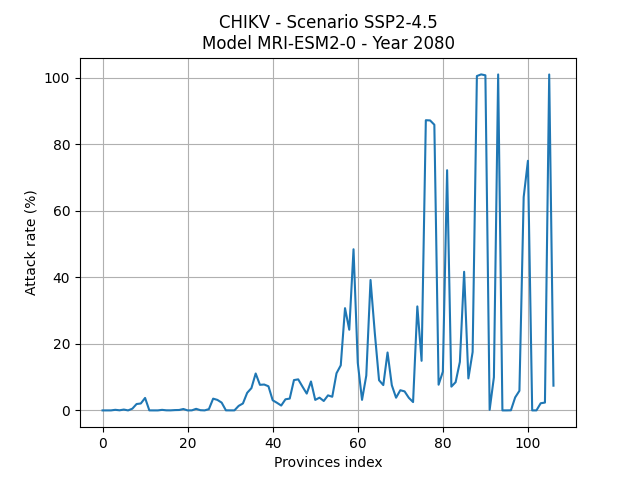 CHIKV - Scenario SSP2-4.5
Model MRI-ESM2-0 - Year 2080
Attack rate (%)
100
80
60
40
20
0
0 20 40 60 80 100
Provinces index